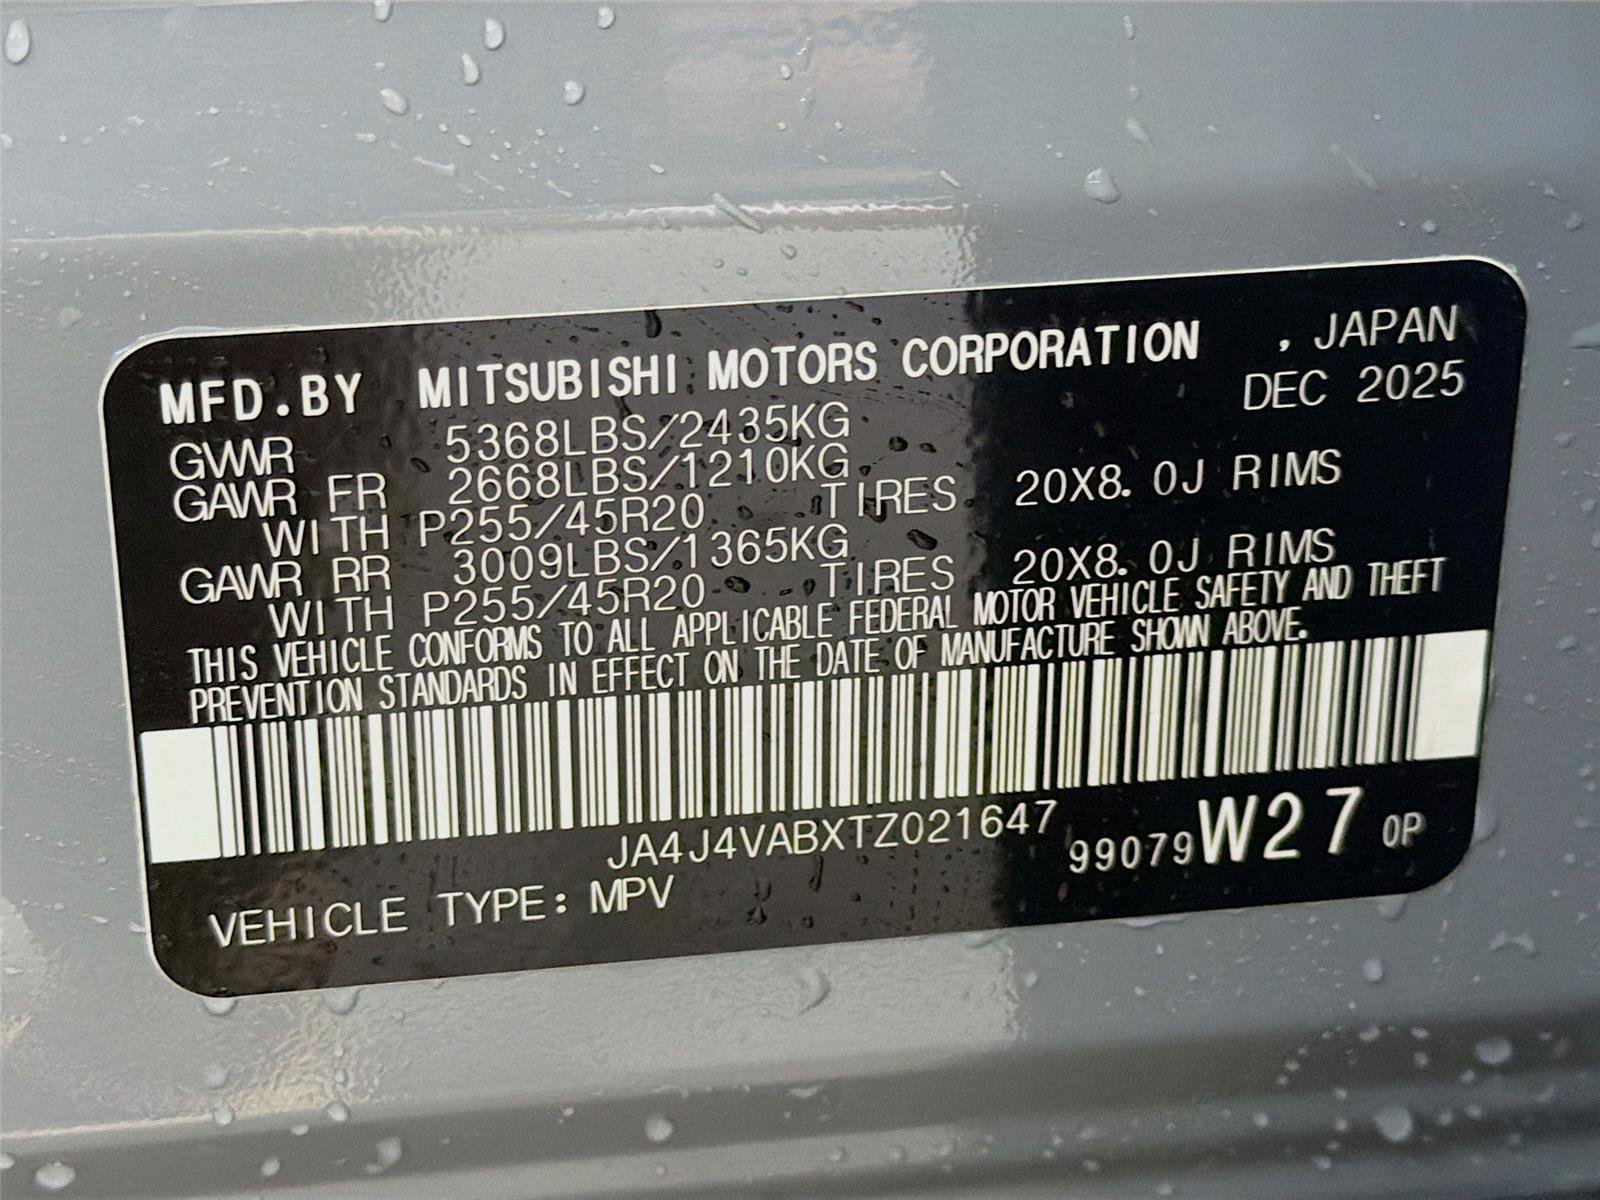 MFD.BY MITSUBISHI MOTORS CORPORATION , JAPAN
DEC 2025
GVWR 5368LBS/2435KG
GAWR FR 2668LBS/1210KG
WITH P255/45R20 TIRES 20X8.0J RIMS
GAWR RR 3009LBS/1365KG
WITH P255/45R20 TIRES 20X8.0J RIMS
THIS VEHICLE CONFORMS TO ALL APPLICABLE FEDERAL MOTOR VEHICLE SAFETY AND THEFT
PREVENTION STANDARDS IN EFFECT ON THE DATE OF MANUFACTURE SHOWN ABOVE.
JA4J4VABXTZ021647
99079 W27 0P
VEHICLE TYPE: MPV